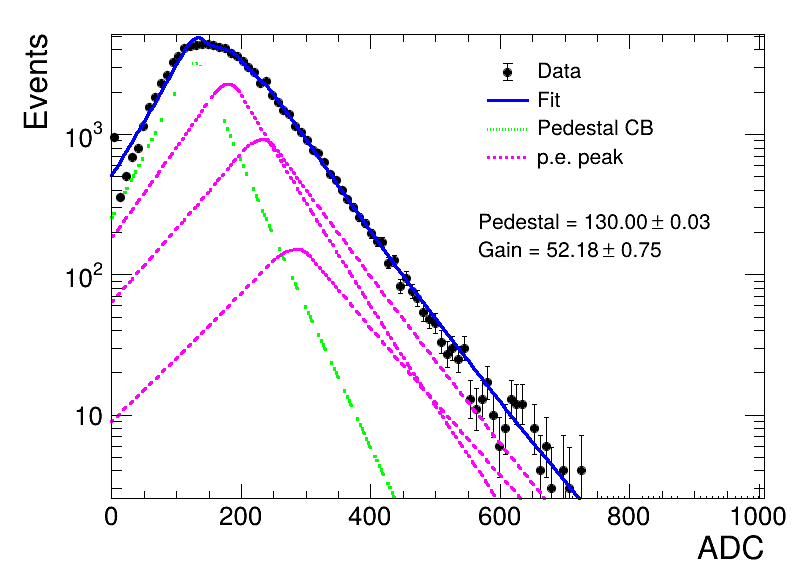 Events
10³
10²
10
Data
Fit
Pedestal CB
p.e. peak
Pedestal = 130.00 ± 0.03
Gain = 52.18 ± 0.75
0 200 400 600 800 1000
ADC